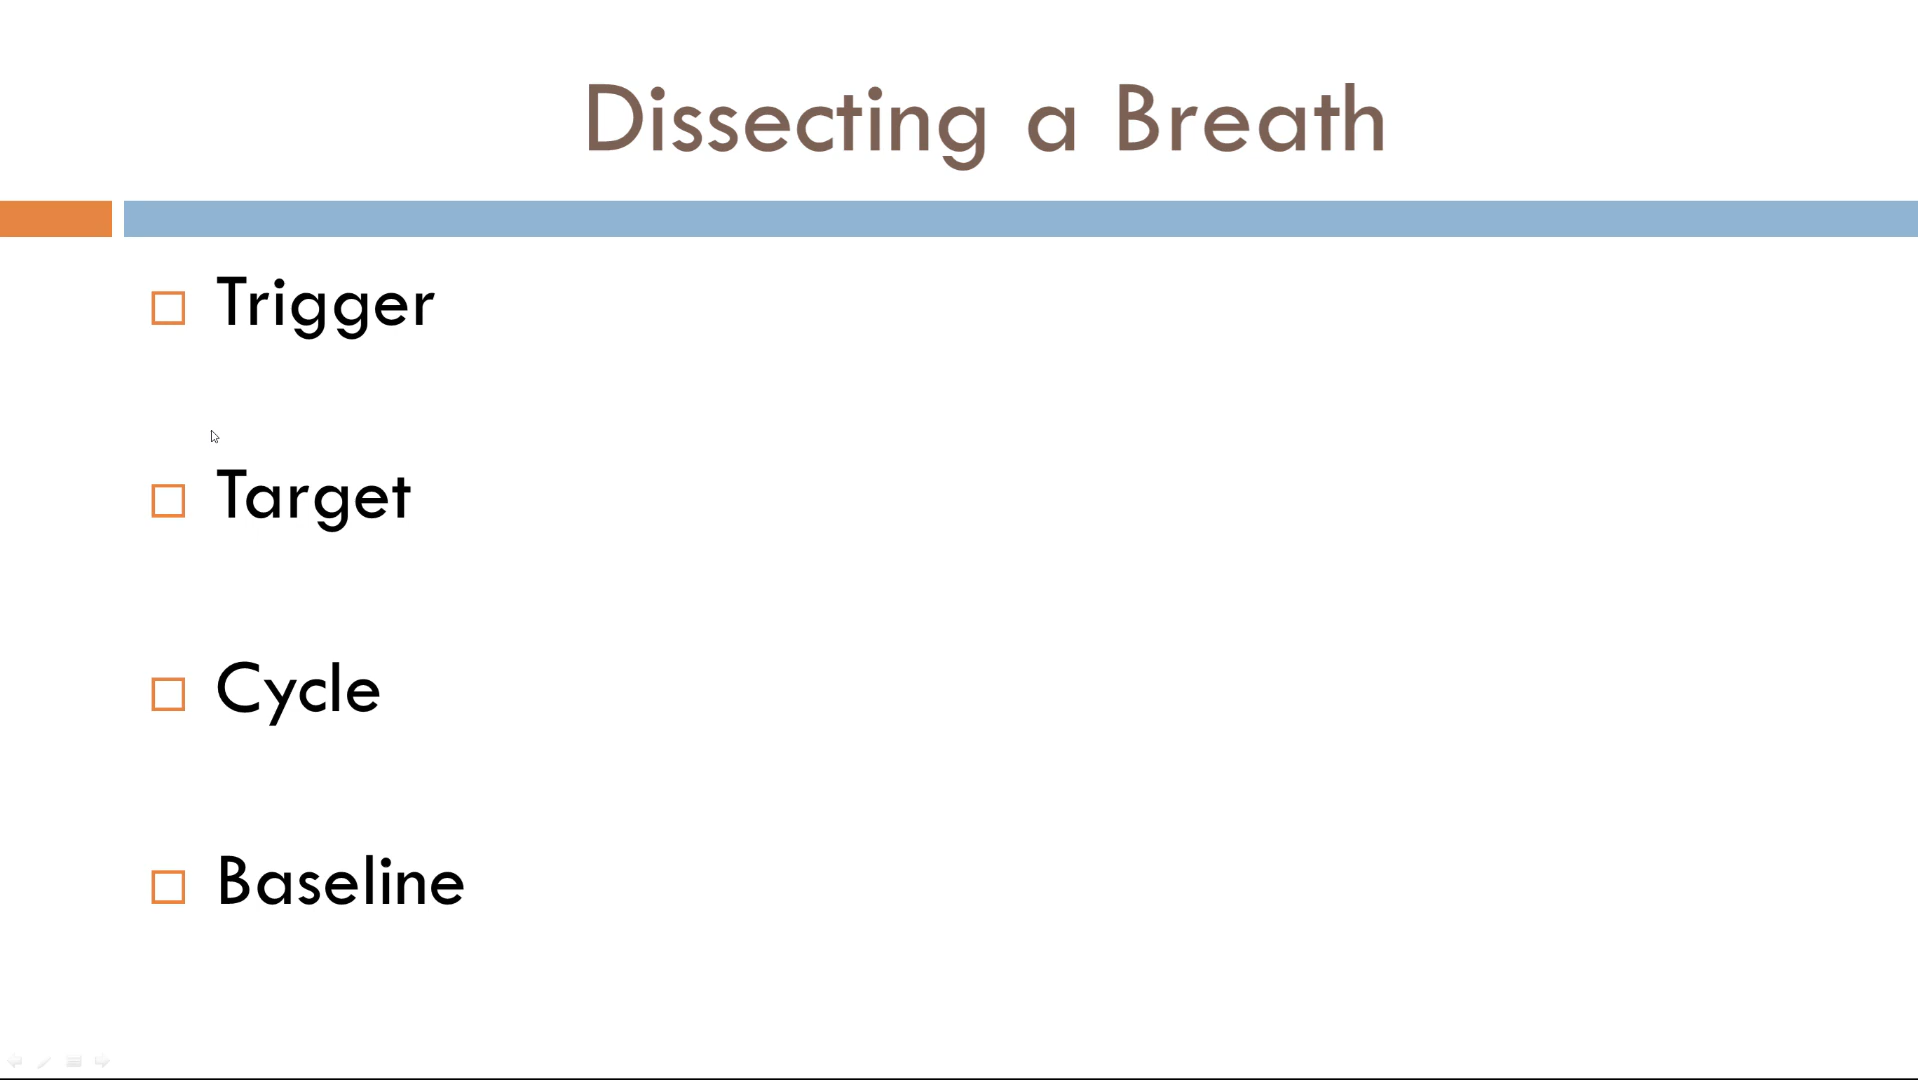 Dissecting a Breath
Trigger
Target
Cycle
Baseline